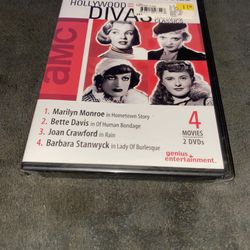 HOLLYWOOD
DIVAS
CLASSICS
amc
1. Marilyn Monroe in Hometown Story
2. Bette Davis in Of Human Bondage
3. Joan Crawford in Rain
4. Barbara Stanwyck in Lady Of Burlesque
4
MOVIES
2 DVDs
genius
entertainment.